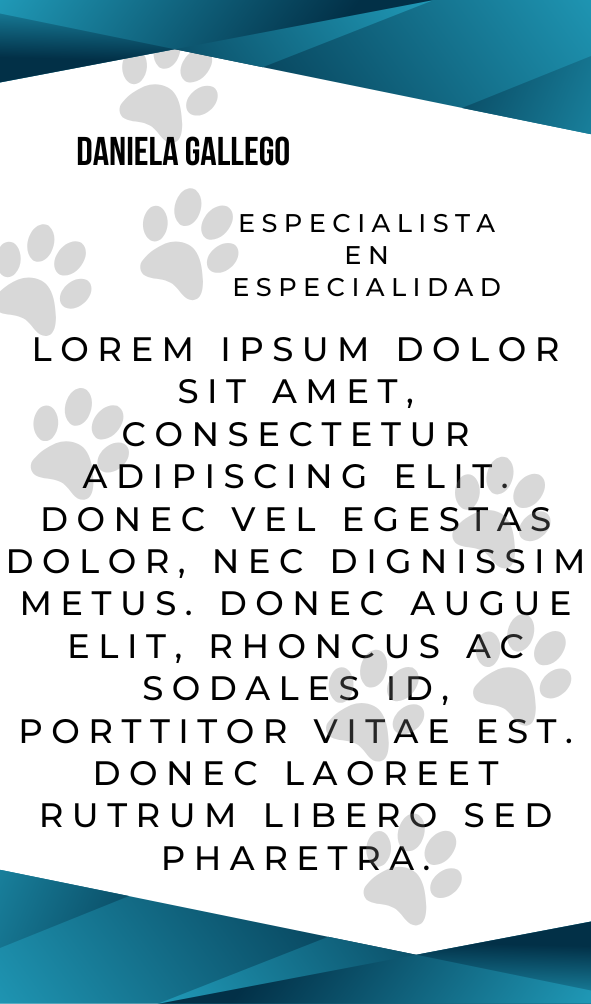 DANIELA GALLEGO
ESPECIALISTA
EN
ESPECIALIDAD
LOREM IPSUM DOLOR
SIT AMET,
CONSECTETUR
ADIPISCING ELIT.
DONEC VEL EGESTAS
DOLOR, NEC DIGNISSIM
METUS. DONEC AUGUE
ELIT, RHONCUS AC
SODALES ID,
PORTTITOR VITAE EST.
DONEC LAOREET
RUTRUM LIBERO SED
PHARETRA.